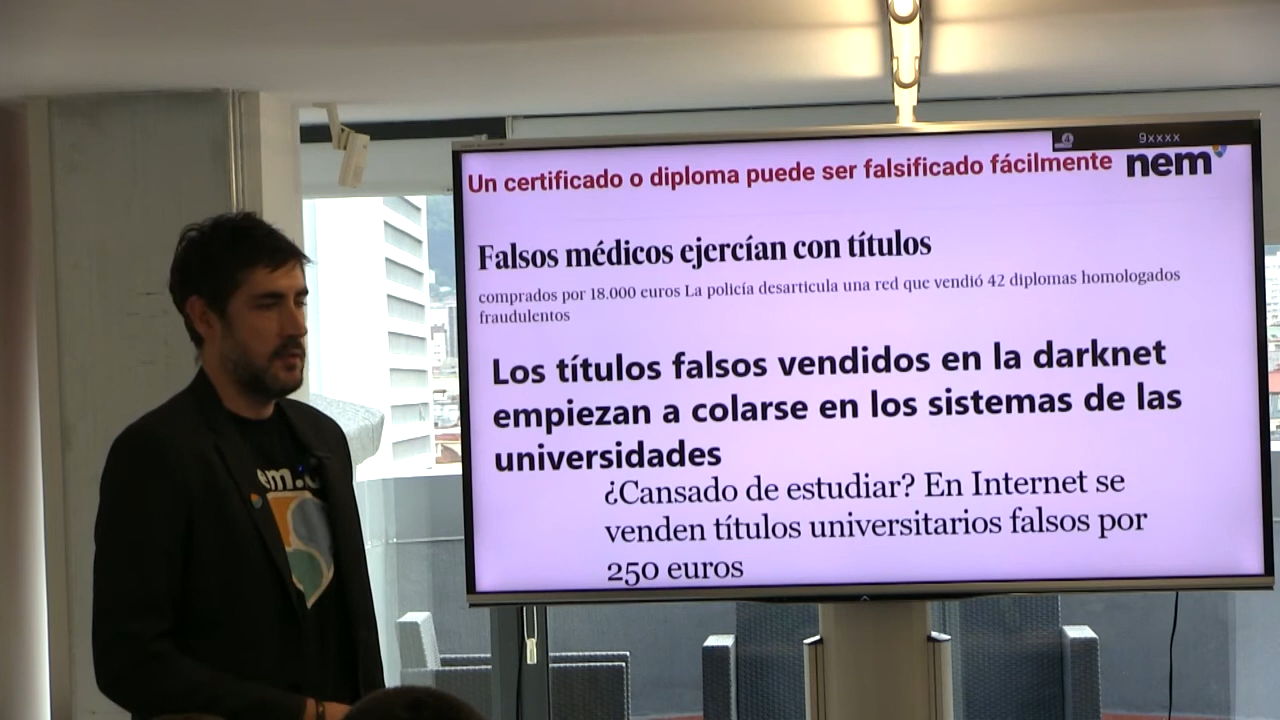 9xxxx
Un certificado o diploma puede ser falsificado fácilmente
nem
Falsos médicos ejercían con títulos
comprados por 18.000 euros La policía desarticula una red que vendió 42 diplomas homologados
fraudulentos
Los títulos falsos vendidos en la darknet
empiezan a colarse en los sistemas de las
universidades
¿Cansado de estudiar? En Internet se
venden títulos universitarios falsos por
250 euros
em.